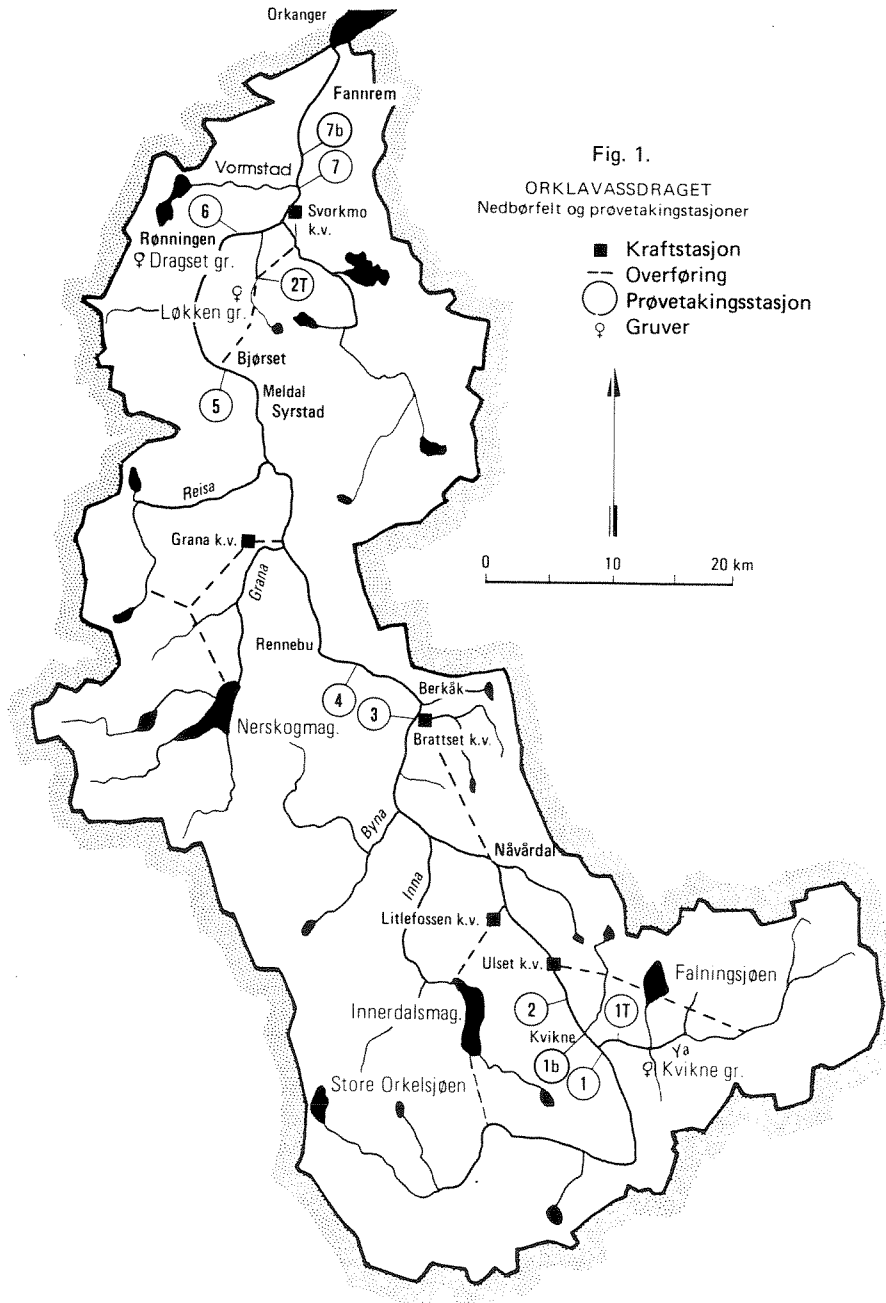 Orkanger
Fannrem
7b
Fig. 1.
Vormstad
7
ORKLAVASSDRAGET
Nedbørfelt og prøvetakingstasjoner
6
Svorkmo
k.v.
Kraftstasjon
Rønningen
Dragset gr.
Overføring
2T
Prøvetakingsstasjon
Løkken gr.
Gruver
Bjørset
5
Meldal
Syrstad
Reisa
Grana k.v.
0 10 20 km
Grana
Rennebu
Berkåk
4
3
Nerskogmag.
Brattset k.v.
Byna
Nåvårdal
Inna
Litlefossen k.v.
Ulset k.v.
Falningsjøen
Innerdalsmag.
2
1T
Kvikne
Ya
1b
1
Kvikne gr.
Store Orkelsjøen